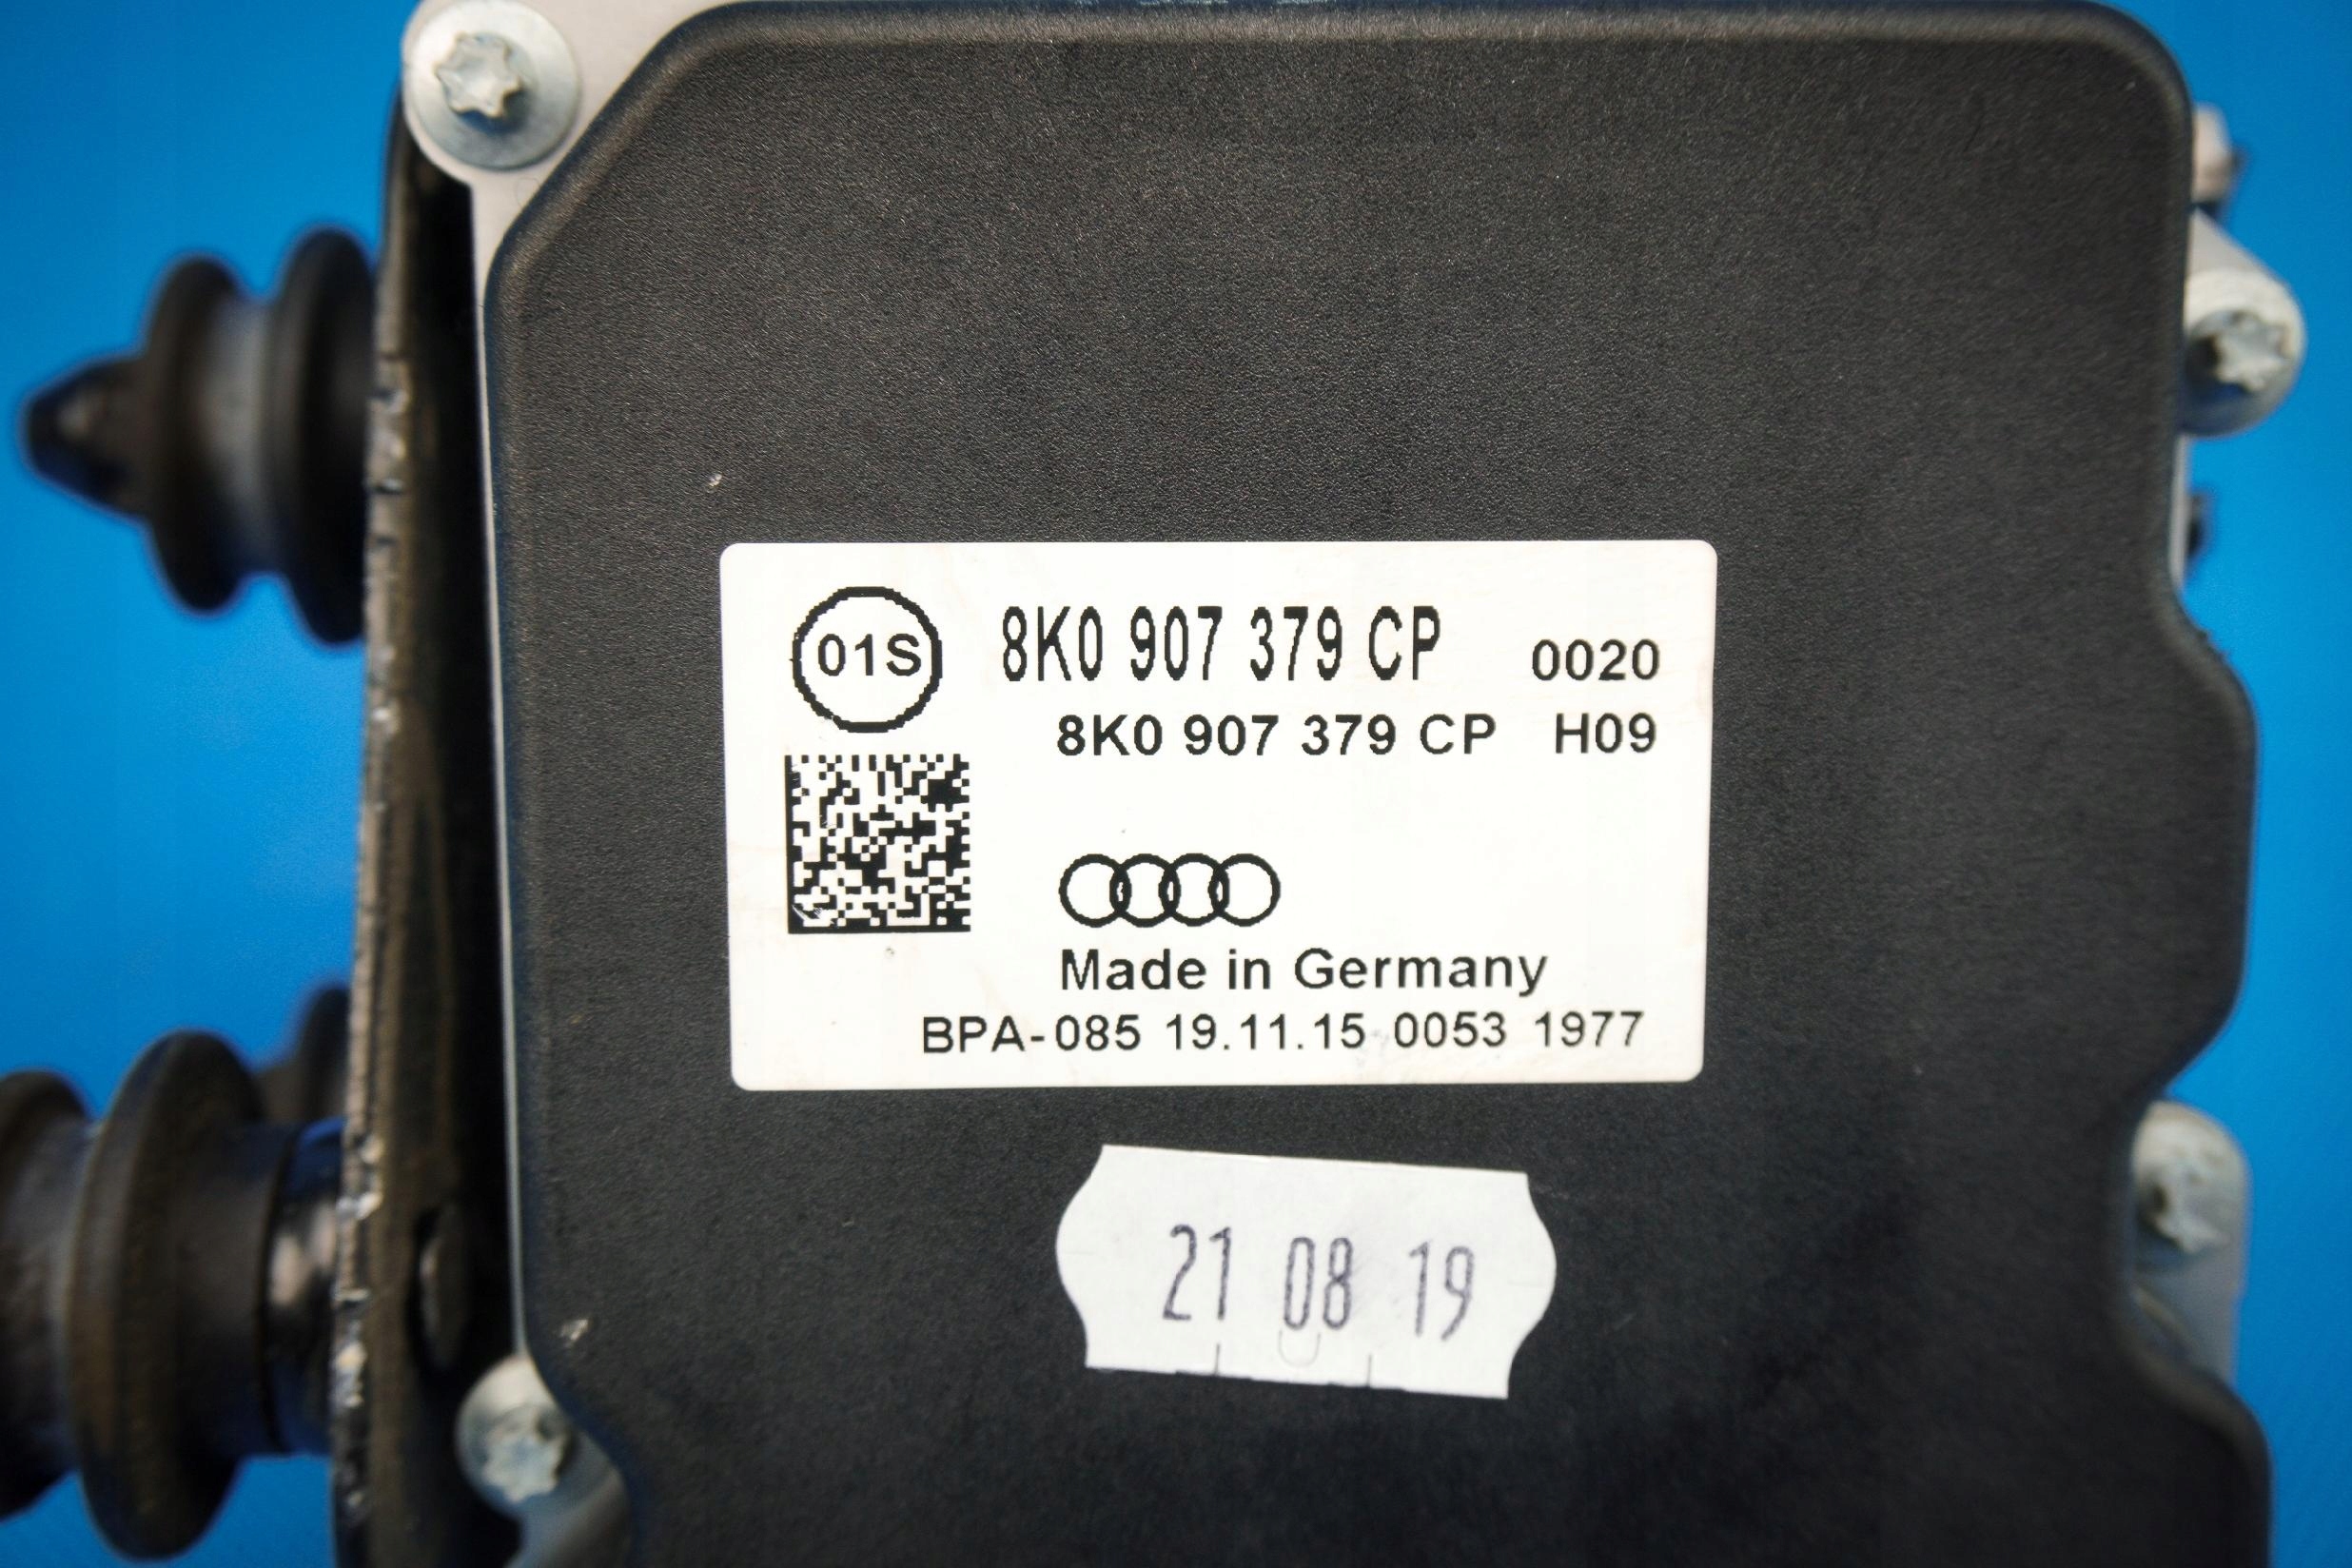 01S 8K0 907 379 CP 0020
8K0 907 379 CP H09
Made in Germany
BPA-085 19.11.15 0053 1977
21 08 19